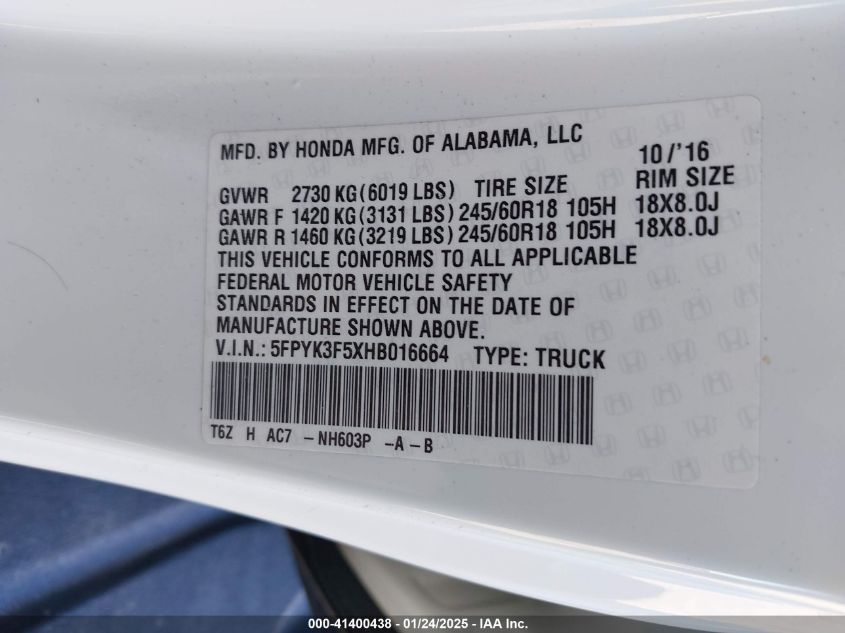 MFD. BY HONDA MFG. OF ALABAMA, LLC 10/'16
GVWR 2730 KG (6019 LBS) TIRE SIZE RIM SIZE
GAWR F 1420 KG (3131 LBS) 245/60R18 105H 18X8.0J
GAWR R 1460 KG (3219 LBS) 245/60R18 105H 18X8.0J
THIS VEHICLE CONFORMS TO ALL APPLICABLE
FEDERAL MOTOR VEHICLE SAFETY
STANDARDS IN EFFECT ON THE DATE OF
MANUFACTURE SHOWN ABOVE.
V.I.N.: 5FPYK3F5XHB016664 TYPE: TRUCK
T6Z H AC7 - NH603P - A - B
000-41400438 - 01/24/2025 - IAA Inc.